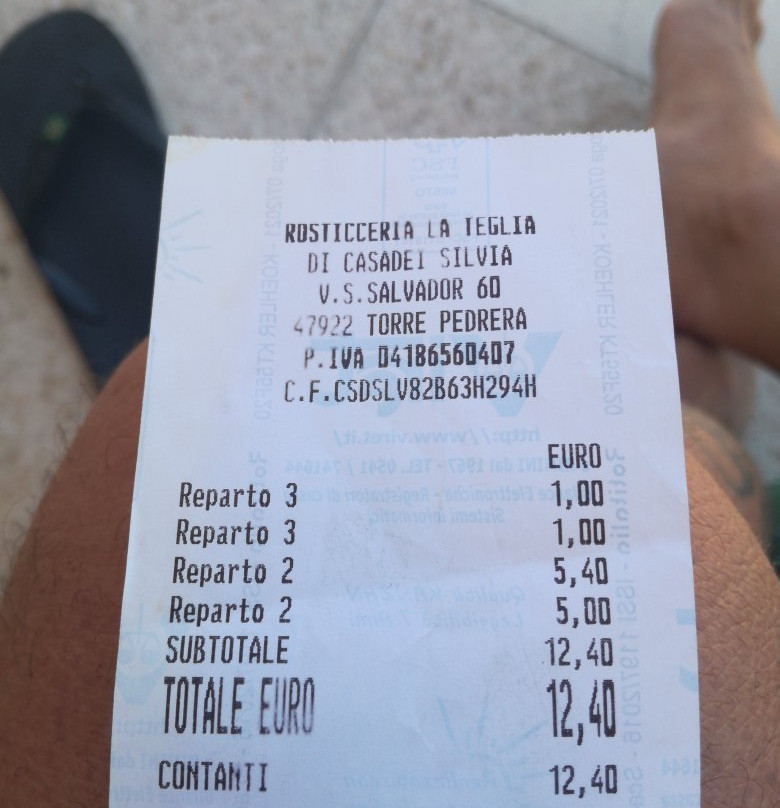 ROSTICCERIA LA TEGLIA
DI CASADEI SILVIA
V.S.SALVADOR 60
47922 TORRE PEDRERA
P.IVA 04186560407
C.F.CSDSLV82B63H294H
EURO
Reparto 3 1,00
Reparto 3 1,00
Reparto 2 5,40
Reparto 2 5,00
SUBTOTALE 12,40
TOTALE EURO 12,40
CONTANTI 12,40